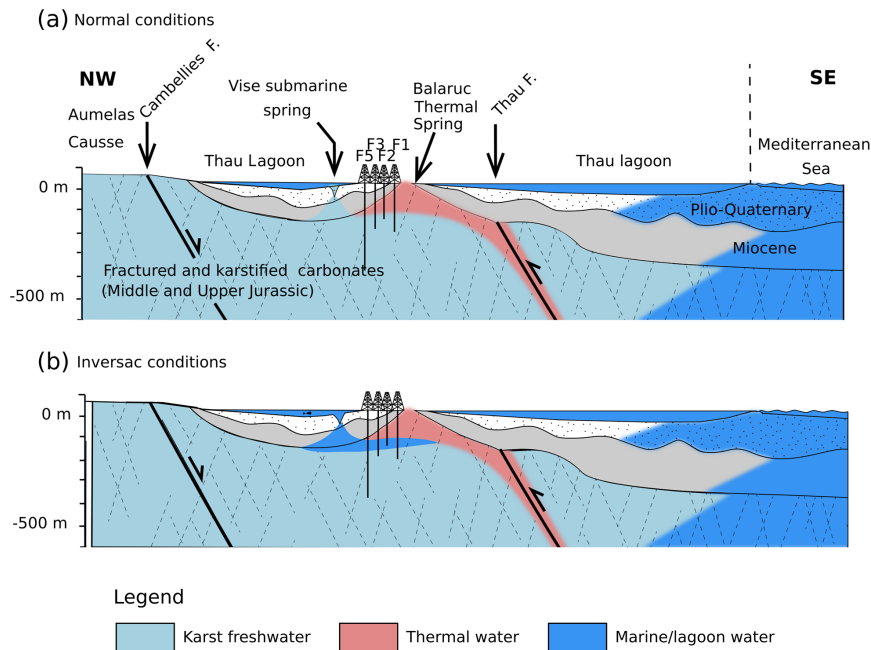 (a) Normal conditions
NW
SE
Cambellies F.
Aumelas
Causse
Vise submarine
spring
Balaruc
Thermal
Spring
Thau F.
Mediterranean
Sea
Thau Lagoon
F3 F1
F5 F2
Thau lagoon
0 m
Plio-Quaternary
Miocene
Fractured and karstified carbonates
(Middle and Upper Jurassic)
-500 m
(b) Inversac conditions
0 m
-500 m
Legend
Karst freshwater
Thermal water
Marine/lagoon water